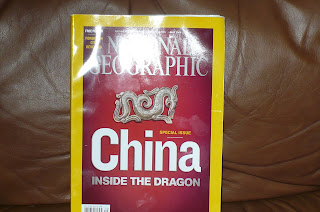 NATIONAL
GEOGRAPHIC
SPECIAL ISSUE
China
INSIDE THE DRAGON